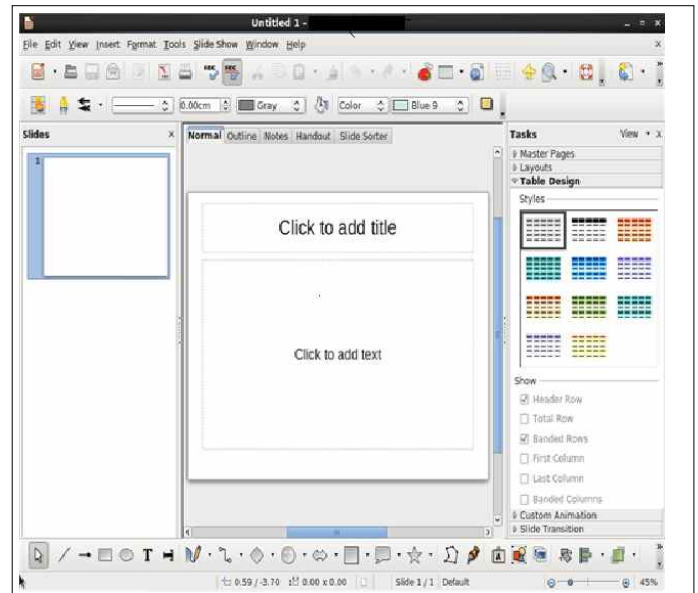 Untitled 1 -
File Edit View Insert Format Tools Slide Show Window Help
0.00cm Gray Color Blue 9
Slides
1
Normal Outline Notes Handout Slide Sorter
Click to add title
Click to add text
Tasks View
Master Pages
Layouts
Table Design
Styles
Show
Header Row
Total Row
Banded Rows
First Column
Last Column
Banded Columns
Custom Animation
Slide Transition
0.59 / -3.70 0.00 x 0.00 Slide 1 / 1 Default 45%